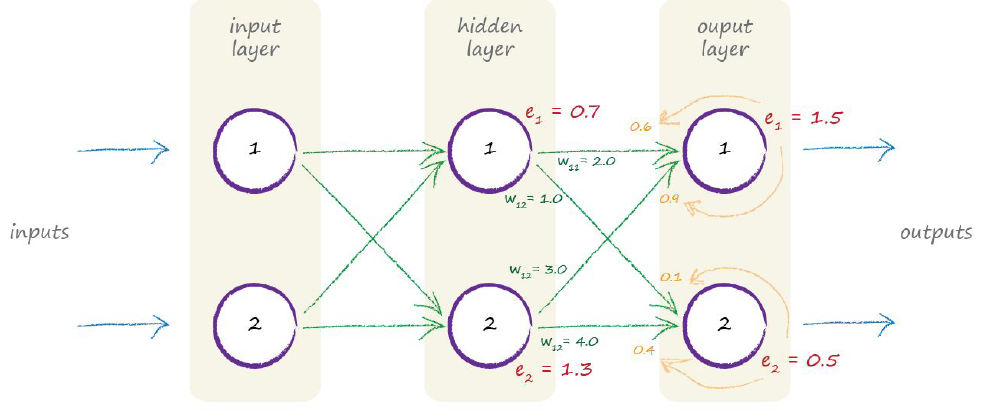 input
layer
hidden
layer
ouput
layer
e1 = 0.7
e1 = 1.5
0.6
1
1
1
w11= 2.0
w12= 1.0
0.9
inputs
outputs
w12= 3.0
0.1
2
2
2
w12= 4.0
0.4
e2 = 1.3
e2 = 0.5